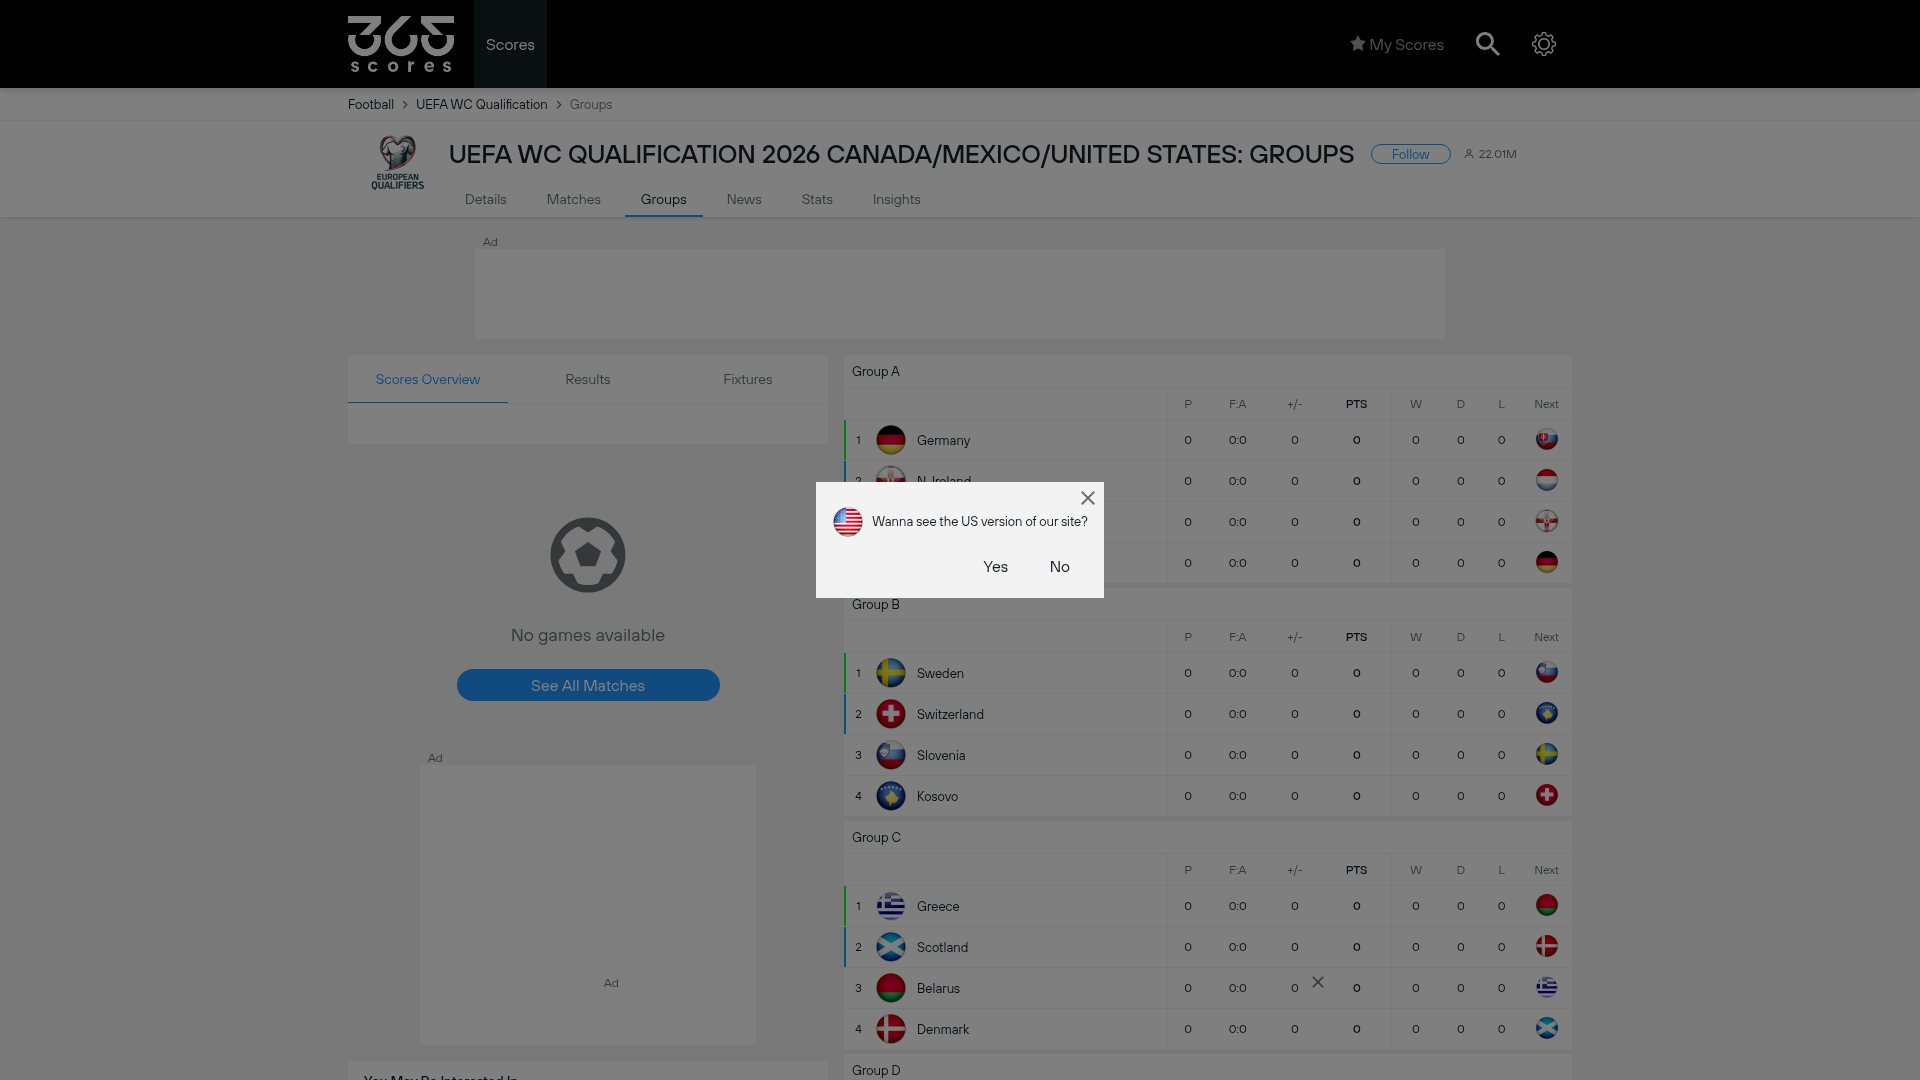 365
scores
Scores
My Scores
Football > UEFA WC Qualification > Groups
EUROPEAN
QUALIFIERS
UEFA WC QUALIFICATION 2026 CANADA/MEXICO/UNITED STATES: GROUPS
Follow
22.01M
Details Matches Groups News Stats Insights
Ad
Scores Overview Results Fixtures
No games available
See All Matches
Ad
Ad
You May Be Interested In
Group A
P F:A +/- PTS W D L Next
1 Germany 0 0:0 0 0 0 0 0
2 N. Ireland 0 0:0 0 0 0 0 0
0 0:0 0 0 0 0 0
0 0:0 0 0 0 0 0
Wanna see the US version of our site?
Yes No
Group B
P F:A +/- PTS W D L Next
1 Sweden 0 0:0 0 0 0 0 0
2 Switzerland 0 0:0 0 0 0 0 0
3 Slovenia 0 0:0 0 0 0 0 0
4 Kosovo 0 0:0 0 0 0 0 0
Group C
P F:A +/- PTS W D L Next
1 Greece 0 0:0 0 0 0 0 0
2 Scotland 0 0:0 0 0 0 0 0
3 Belarus 0 0:0 0 0 0 0 0
4 Denmark 0 0:0 0 0 0 0 0
Group D